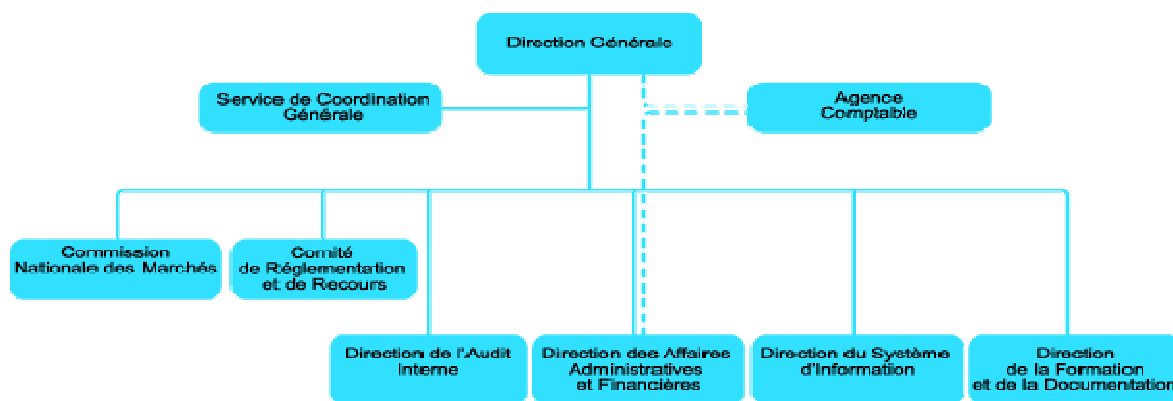 Direction Générale
Service de Coordination
Générale
Agence
Comptable
Commission
Nationale des Marchés
Comité
de Réglementation
et de Recours
Direction de l'Audit
Interne
Direction des Affaires
Administratives
et Financières
Direction du Système
d'Information
Direction
de la Formation
et de la Documentation